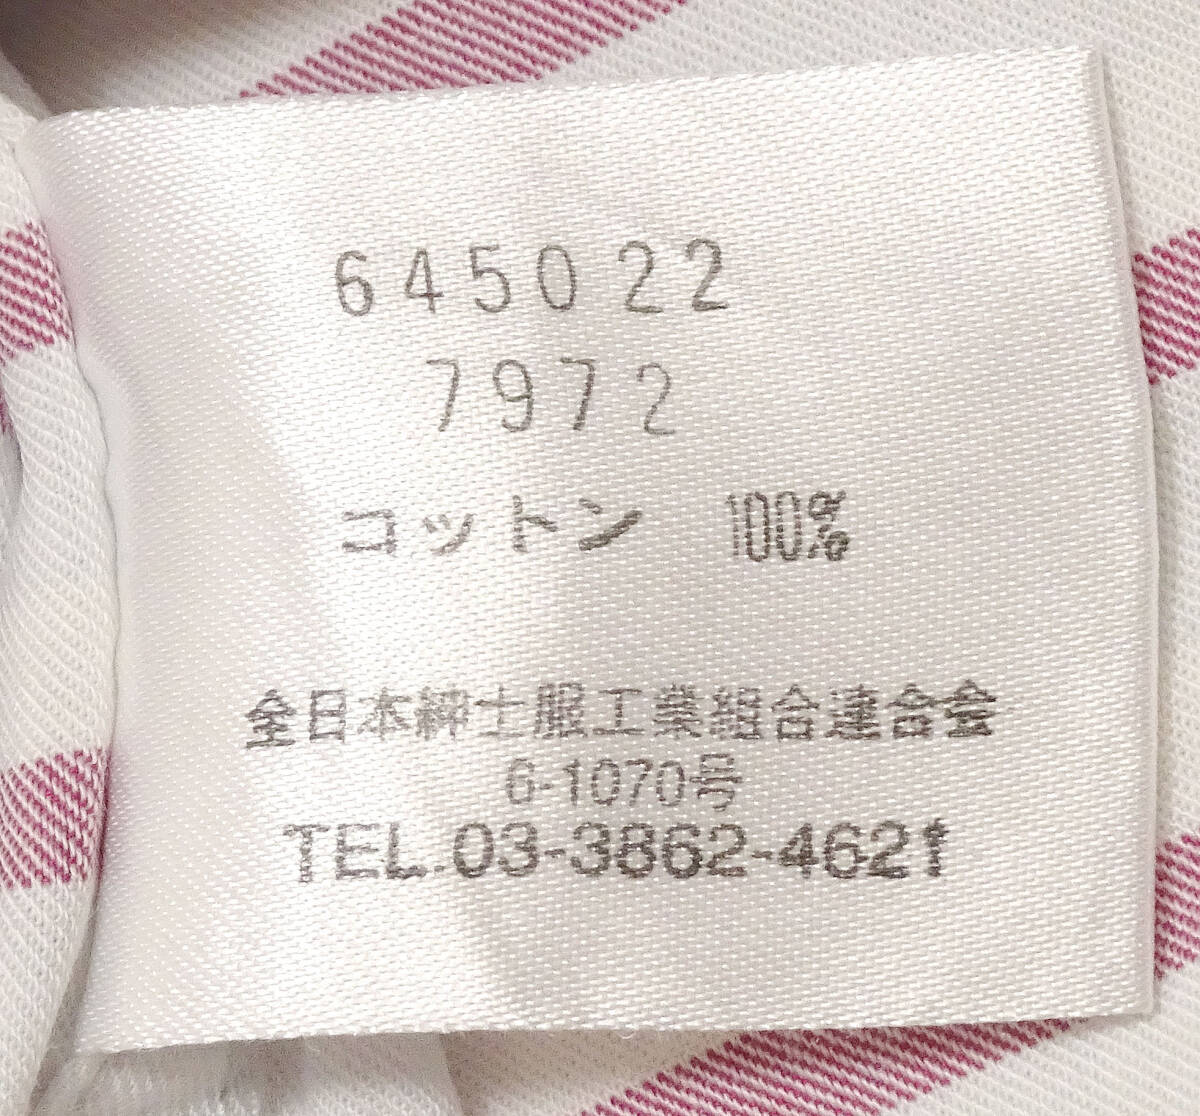 645022
7972
コットン 100%
全日本紳士服工業組合連合会
6-1070号
TEL.03-3862-4621